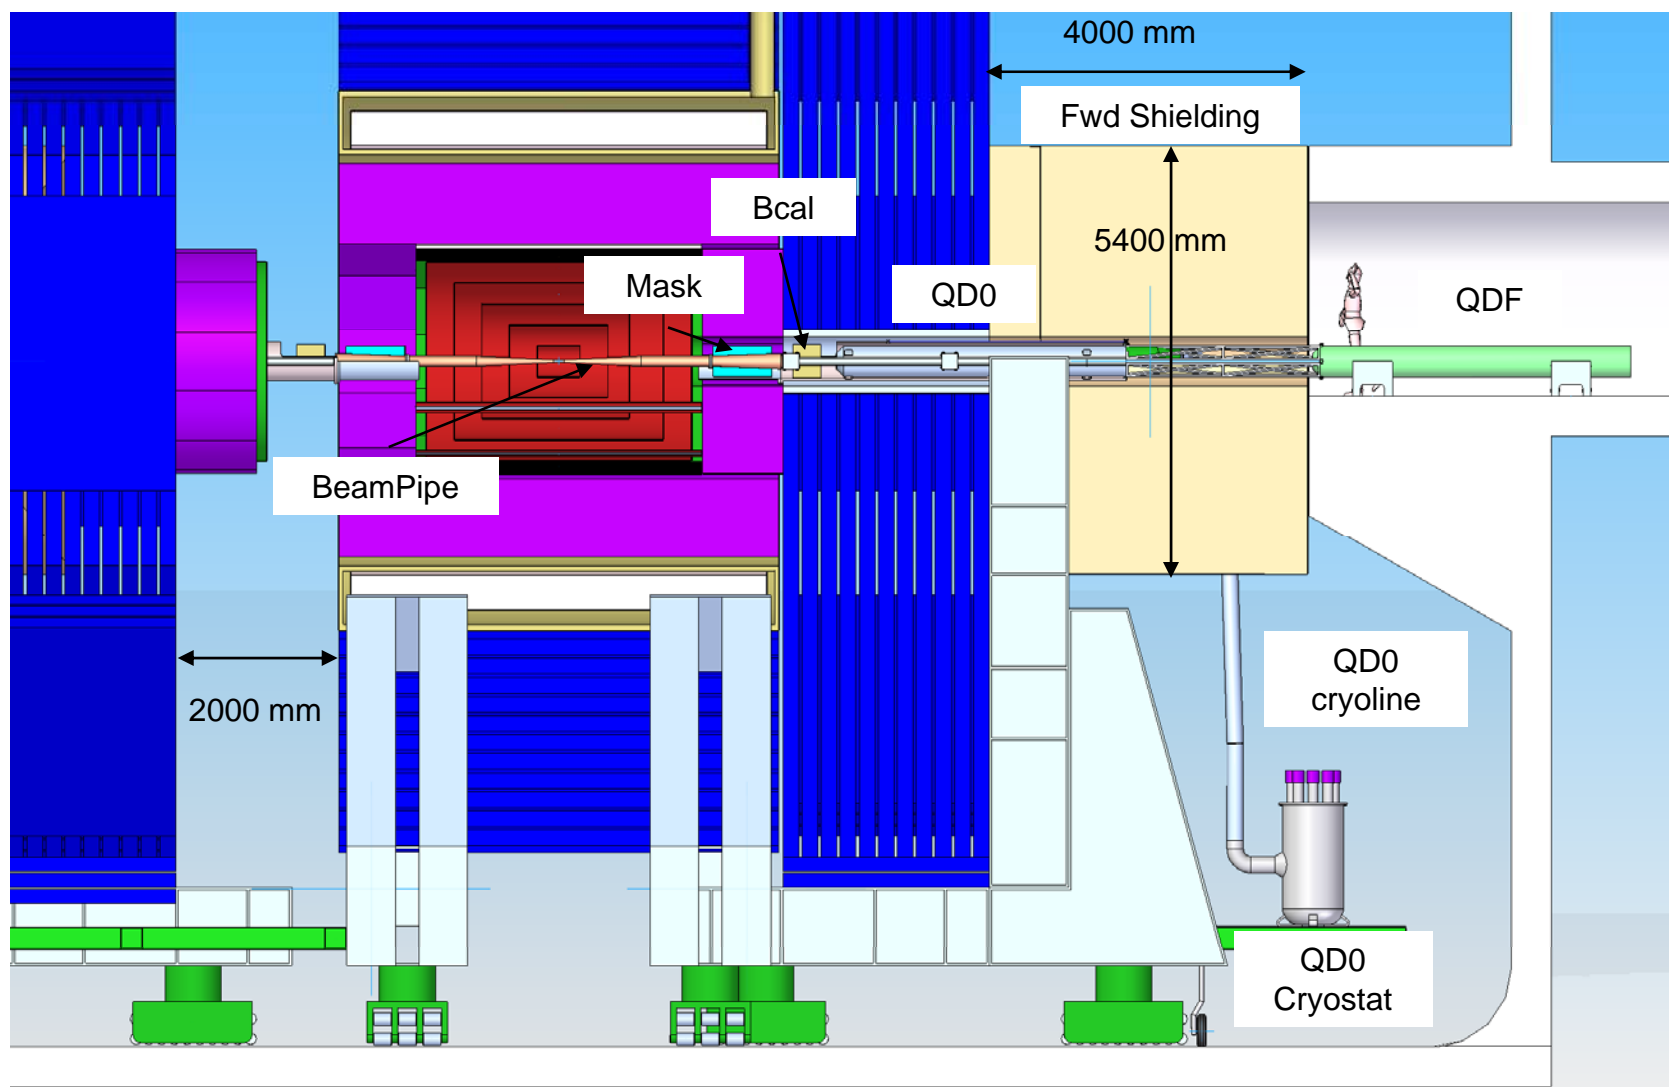 4000 mm
Fwd Shielding
Bcal
5400 mm
Mask
QD0
QDF
BeamPipe
QD0
cryoline
2000 mm
QD0
Cryostat